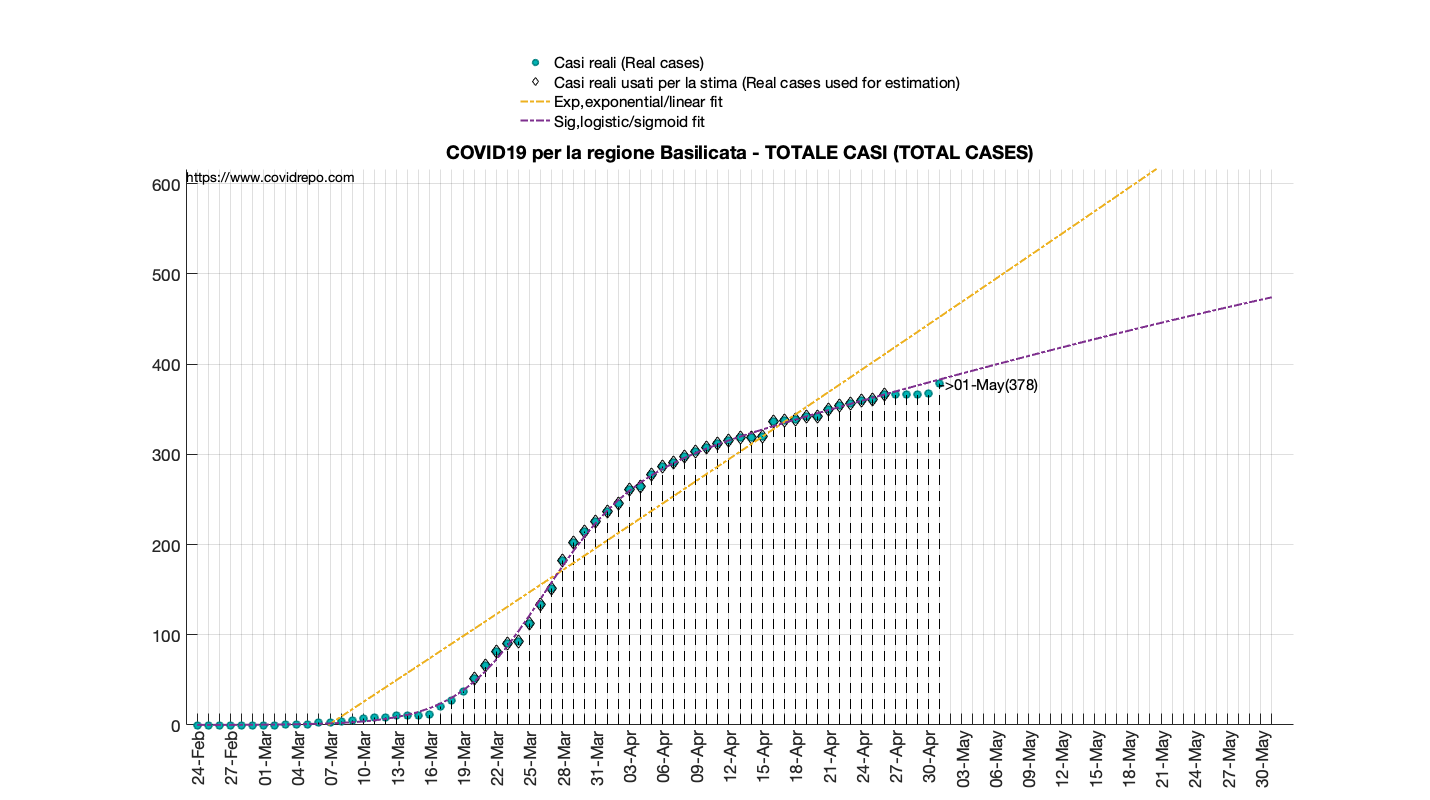 Casi reali (Real cases)
Casi reali usati per la stima (Real cases used for estimation)
Exp,exponential/linear fit
Sig,logistic/sigmoid fit
COVID19 per la regione Basilicata - TOTALE CASI (TOTAL CASES)
https://www.covidrepo.com
600
500
400
300
200
100
0
>01-May(378)
24-Feb
27-Feb
01-Mar
04-Mar
07-Mar
10-Mar
13-Mar
16-Mar
19-Mar
22-Mar
25-Mar
28-Mar
31-Mar
03-Apr
06-Apr
09-Apr
12-Apr
15-Apr
18-Apr
21-Apr
24-Apr
27-Apr
30-Apr
03-May
06-May
09-May
12-May
15-May
18-May
21-May
24-May
27-May
30-May